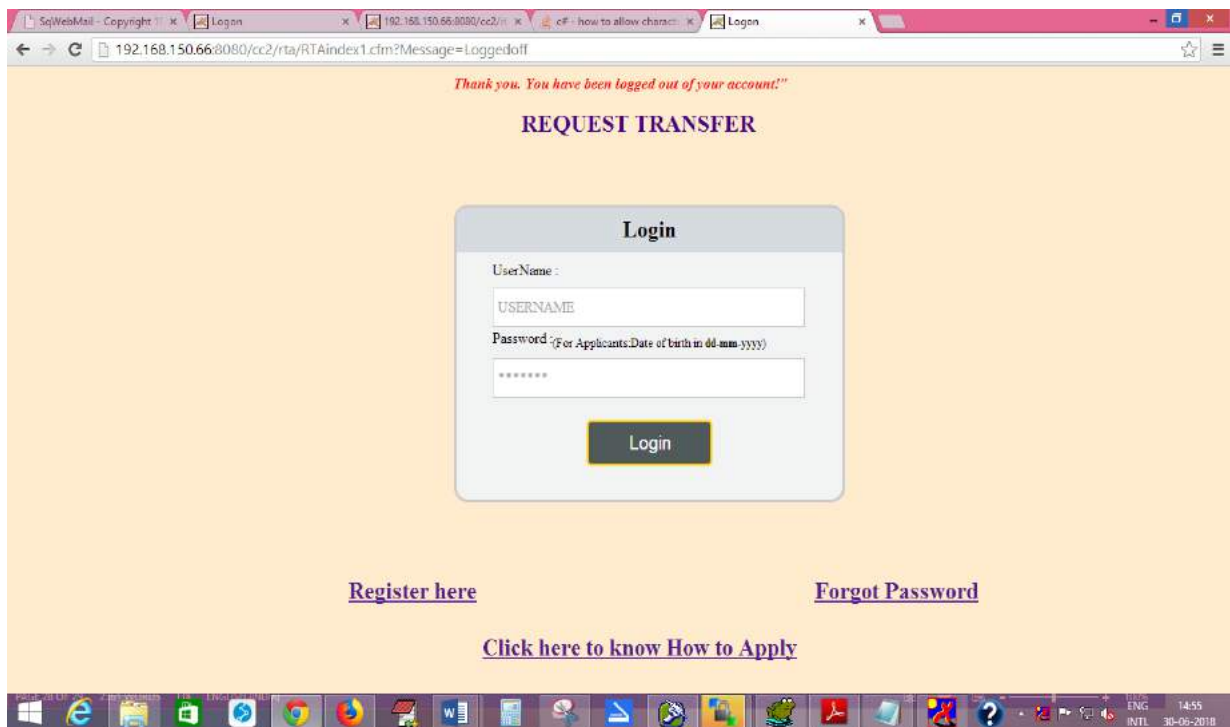 SqWebMail - Copyright 1
Logon
192.168.150.66:8080/cc2/
c# - how to allow charact
Logon
192.168.150.66:8080/cc2/rta/RTAindex1.cfm?Message=Loggedoff
Thank you. You have been logged out of your account!"
REQUEST TRANSFER
Login
UserName :
USERNAME
Password :(For Applicants:Date of birth in dd-mm-yyyy)
*******
Login
Register here
Forgot Password
Click here to know How to Apply
ENG
INTL
14:55
30-06-2018